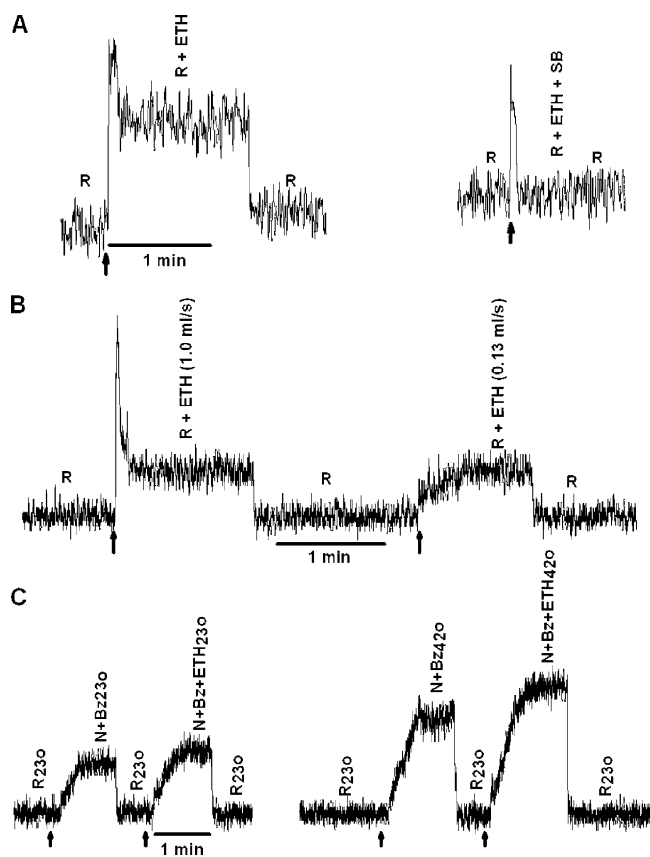 A
R
R + ETH
R
1 min
R
R + ETH + SB
R
B
R
R + ETH (1.0 ml/s)
R
R + ETH (0.13 ml/s)
R
1 min
C
R23o
N+Bz23o
R23o
N+Bz+ETH23o
R23o
1 min
R23o
N+Bz42o
R23o
N+Bz+ETH42o
R23o